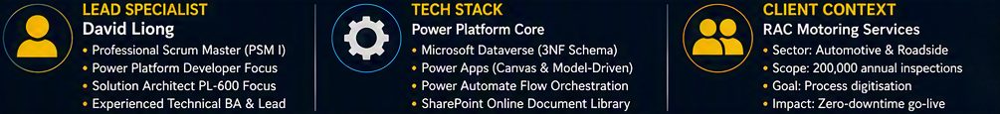 LEAD SPECIALIST
David Liong
• Professional Scrum Master (PSM I)
• Power Platform Developer Focus
• Solution Architect PL-600 Focus
• Experienced Technical BA & Lead
TECH STACK
Power Platform Core
• Microsoft Dataverse (3NF Schema)
• Power Apps (Canvas & Model-Driven)
• Power Automate Flow Orchestration
• SharePoint Online Document Library
CLIENT CONTEXT
RAC Motoring Services
• Sector: Automotive & Roadside
• Scope: 200,000 annual inspections
• Goal: Process digitisation
• Impact: Zero-downtime go-live